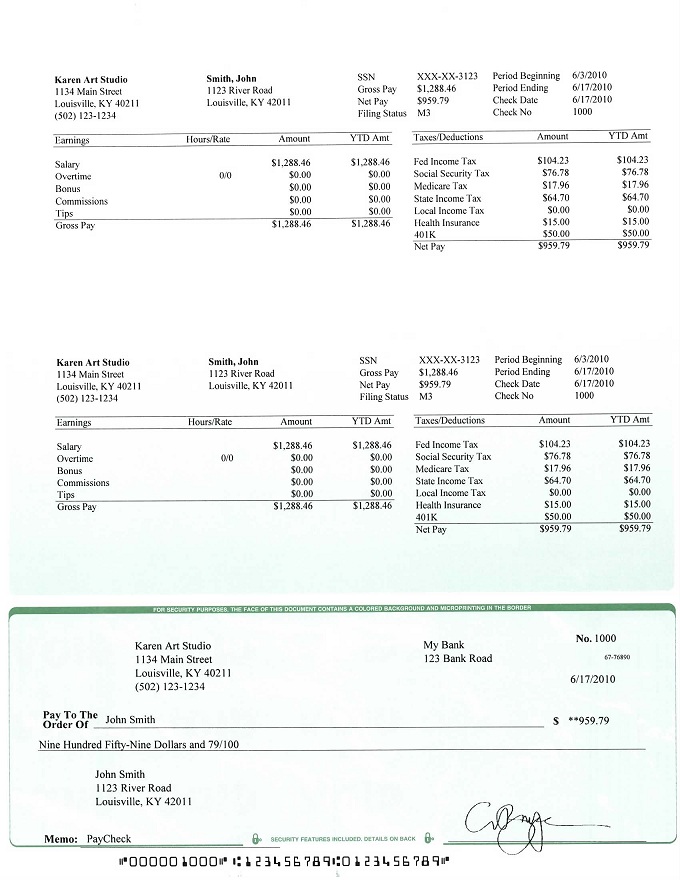 Karen Art Studio Smith, John SSN XXX-XX-3123 Period Beginning 6/3/2010
1134 Main Street 1123 River Road Gross Pay $1,288.46 Period Ending 6/17/2010
Louisville, KY 40211 Louisville, KY 42011 Net Pay $959.79 Check Date 6/17/2010
(502) 123-1234 Filing Status M3 Check No 1000
Earnings Hours/Rate Amount YTD Amt Taxes/Deductions Amount YTD Amt
Salary $1,288.46 $1,288.46 Fed Income Tax $104.23 $104.23
Overtime 0/0 $0.00 $0.00 Social Security Tax $76.78 $76.78
Bonus $0.00 $0.00 Medicare Tax $17.96 $17.96
Commissions $0.00 $0.00 State Income Tax $64.70 $64.70
Tips $0.00 $0.00 Local Income Tax $0.00 $0.00
Gross Pay $1,288.46 $1,288.46 Health Insurance $15.00 $15.00
401K $50.00 $50.00
Net Pay $959.79 $959.79
Karen Art Studio Smith, John SSN XXX-XX-3123 Period Beginning 6/3/2010
1134 Main Street 1123 River Road Gross Pay $1,288.46 Period Ending 6/17/2010
Louisville, KY 40211 Louisville, KY 42011 Net Pay $959.79 Check Date 6/17/2010
(502) 123-1234 Filing Status M3 Check No 1000
Earnings Hours/Rate Amount YTD Amt Taxes/Deductions Amount YTD Amt
Salary $1,288.46 $1,288.46 Fed Income Tax $104.23 $104.23
Overtime 0/0 $0.00 $0.00 Social Security Tax $76.78 $76.78
Bonus $0.00 $0.00 Medicare Tax $17.96 $17.96
Commissions $0.00 $0.00 State Income Tax $64.70 $64.70
Tips $0.00 $0.00 Local Income Tax $0.00 $0.00
Gross Pay $1,288.46 $1,288.46 Health Insurance $15.00 $15.00
401K $50.00 $50.00
Net Pay $959.79 $959.79
FOR SECURITY PURPOSES, THE FACE OF THIS DOCUMENT CONTAINS A COLORED BACKGROUND AND MICROPRINTING IN THE BORDER
Karen Art Studio My Bank No. 1000
1134 Main Street 123 Bank Road 67-76890
Louisville, KY 40211
(502) 123-1234 6/17/2010
Pay To The
Order Of John Smith $ **959.79
Nine Hundred Fifty-Nine Dollars and 79/100
John Smith
1123 River Road
Louisville, KY 42011
Memo: PayCheck SECURITY FEATURES INCLUDED. DETAILS ON BACK
⑈00000 1000⑈ ⑆123456789⑆0123456789⑈